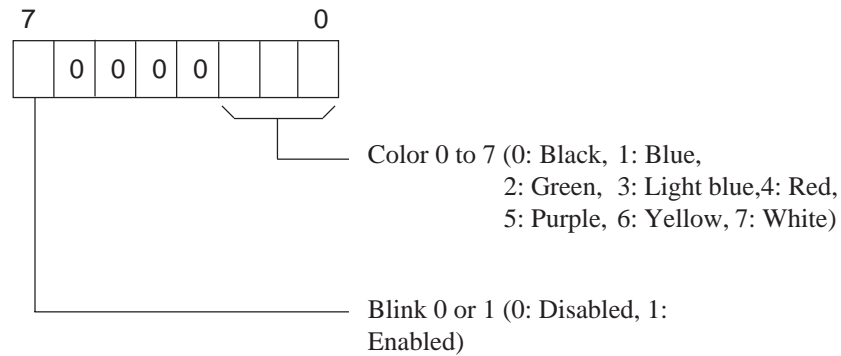 7 0
0 0 0 0
Color 0 to 7 (0: Black, 1: Blue,
2: Green, 3: Light blue,4: Red,
5: Purple, 6: Yellow, 7: White)
Blink 0 or 1 (0: Disabled, 1:
Enabled)